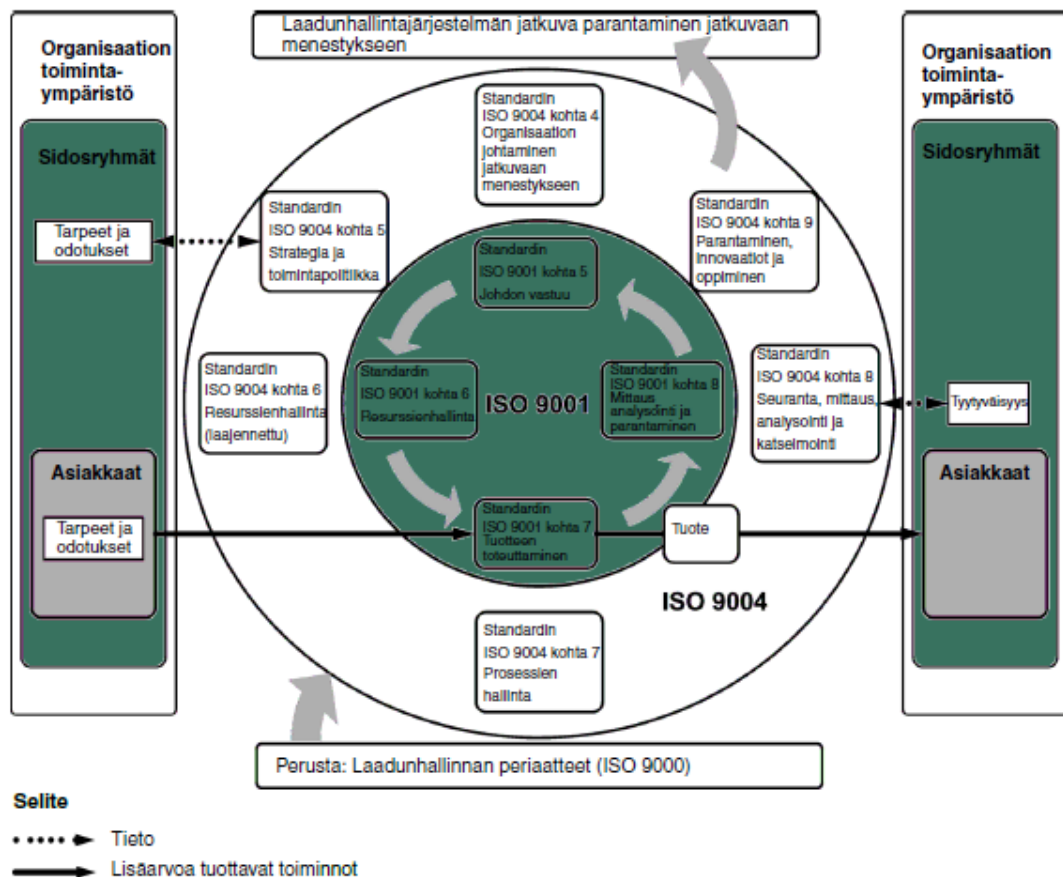 Laadunhallintajärjestelmän jatkuva parantaminen jatkuvaan
menestykseen
Organisaation
toiminta-
ympäristö
Sidosryhmät
Tarpeet ja
odotukset
Asiakkaat
Tarpeet ja
odotukset
Standardin
ISO 9004 kohta 4
Organisaation
johtaminen
jatkuvaan
menestykseen
Standardin
ISO 9004 kohta 5
Strategia ja
toimintapolitiikka
Standardin
ISO 9004 kohta 9
Parantaminen,
innovaatiot ja
oppiminen
Standardin
ISO 9001 kohta 5
Johdon vastuu
Standardin
ISO 9004 kohta 6
Resurssienhallinta
(laajennettu)
Standardin
ISO 9001 kohta 6
Resurssienhallinta
ISO 9001
Standardin
ISO 9001 kohta 8
Mittaus
analysointi ja
parantaminen
Standardin
ISO 9004 kohta 8
Seuranta, mittaus,
analysointi ja
katselmointi
Standardin
ISO 9001 kohta 7
Tuotteen
toteuttaminen
Tuote
ISO 9004
Standardin
ISO 9004 kohta 7
Prosessien
hallinta
Organisaation
toiminta-
ympäristö
Sidosryhmät
Tyytyväisyys
Asiakkaat
Perusta: Laadunhallinnan periaatteet (ISO 9000)
Selite
Tieto
Lisäarvoa tuottavat toiminnot